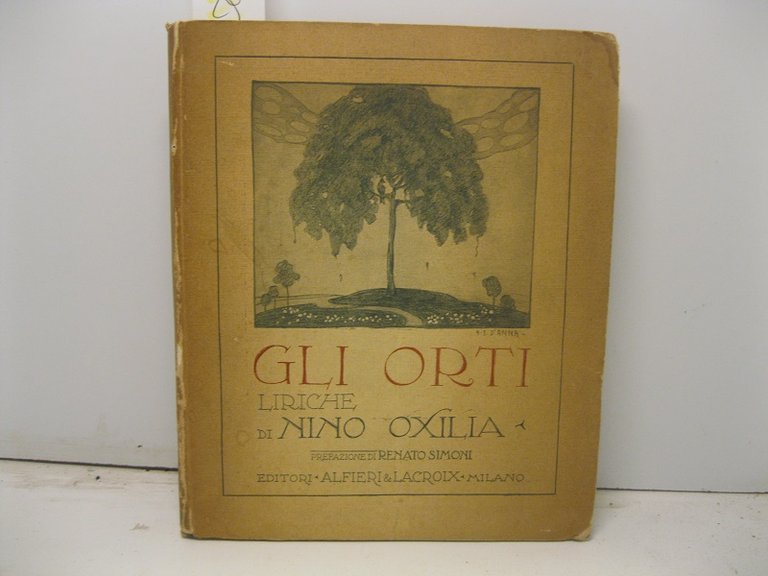 GLI ORTI
LIRICHE
DI NINO OXILIA
PREFAZIONE DI RENATO SIMONI
EDITORI · ALFIERI & LACROIX · MILANO